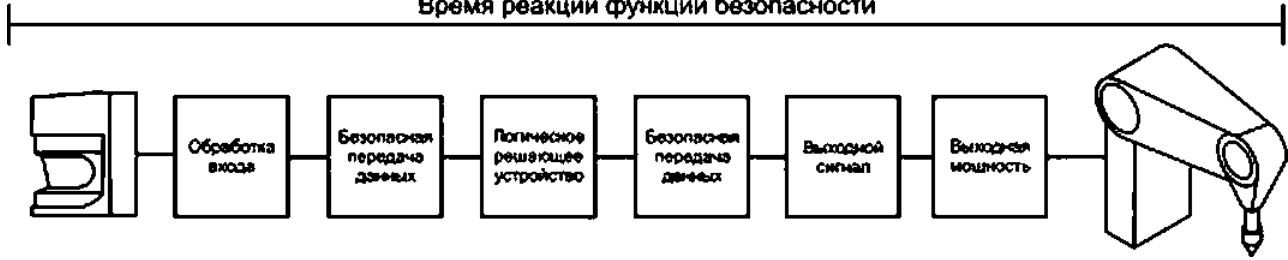 Время реакции функции безопасности
Обработка
входа
Безопасная
передача
данных
Логическое
решающее
устройство
Безопасная
передача
данных
Выходной
сигнал
Выходная
мощность